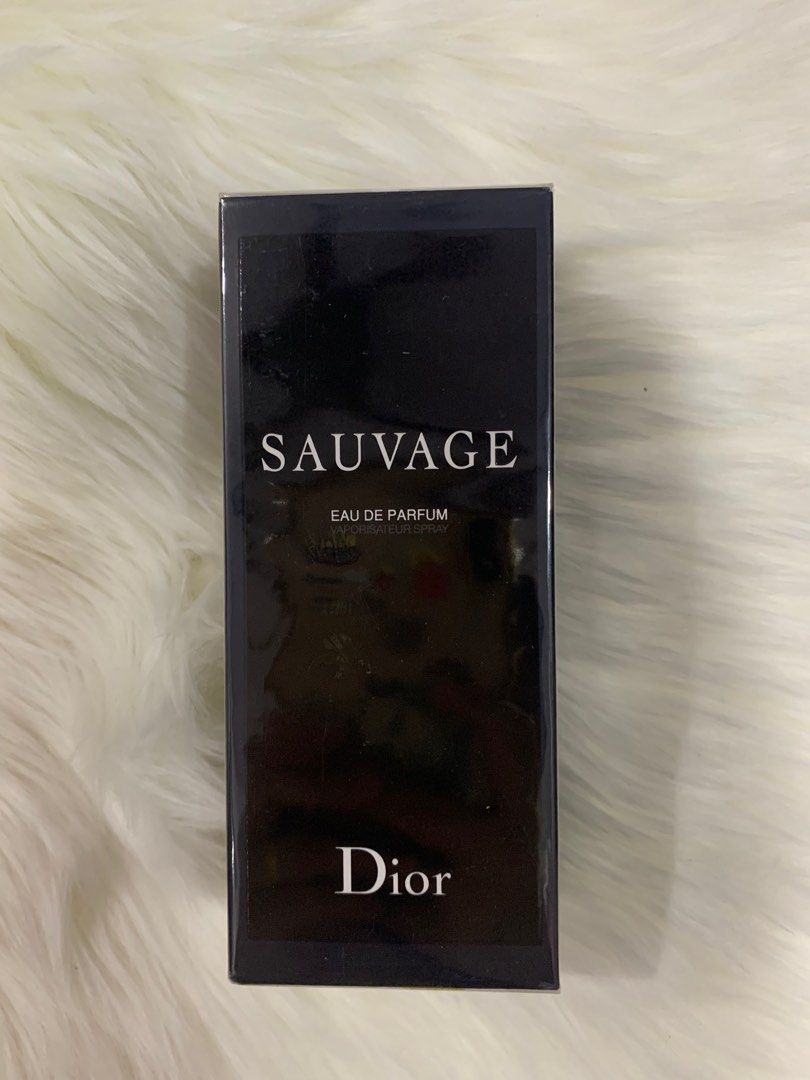 SAUVAGE
EAU DE PARFUM
VAPORISATEUR SPRAY
Dior